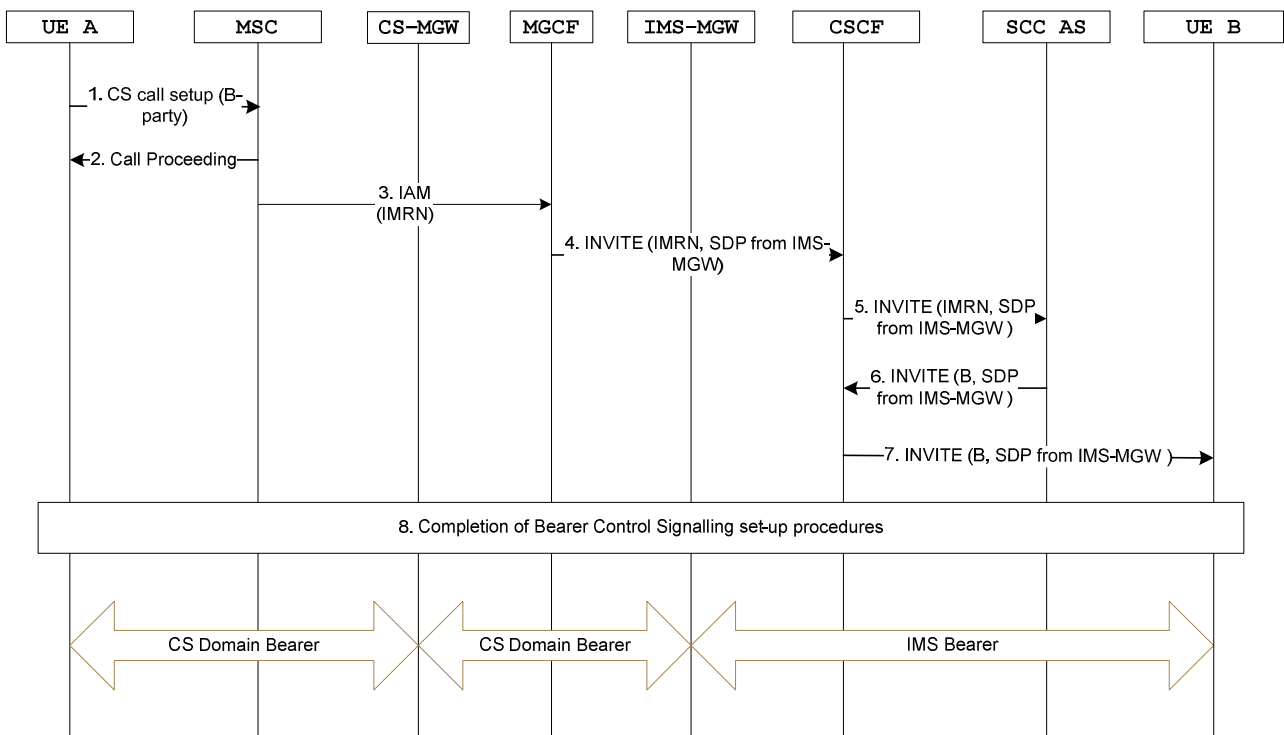 UE A
MSC
CS-MGW
MGCF
IMS-MGW
CSCF
SCC AS
UE B
1. CS call setup (B-
party)
2. Call Proceeding
3. IAM
(IMRN)
4. INVITE (IMRN, SDP from IMS-
MGW)
5. INVITE (IMRN, SDP
from IMS-MGW )
6. INVITE (B, SDP
from IMS-MGW)
7. INVITE (B, SDP from IMS-MGW )
8. Completion of Bearer Control Signalling set-up procedures
CS Domain Bearer
CS Domain Bearer
IMS Bearer